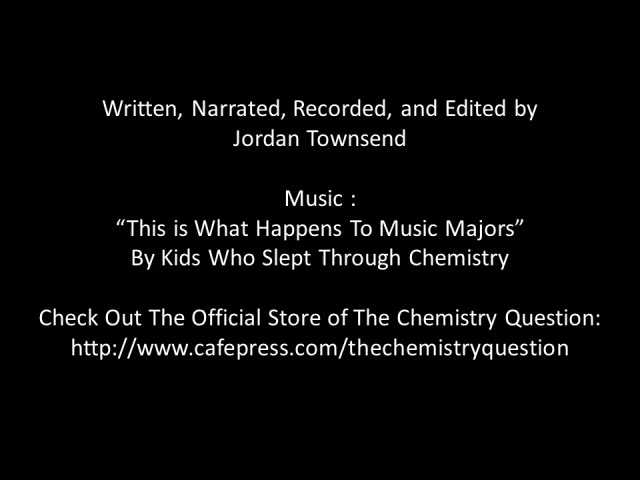 Written, Narrated, Recorded, and Edited by
Jordan Townsend
Music :
“This is What Happens To Music Majors”
By Kids Who Slept Through Chemistry
Check Out The Official Store of The Chemistry Question:
http://www.cafepress.com/thechemistryquestion